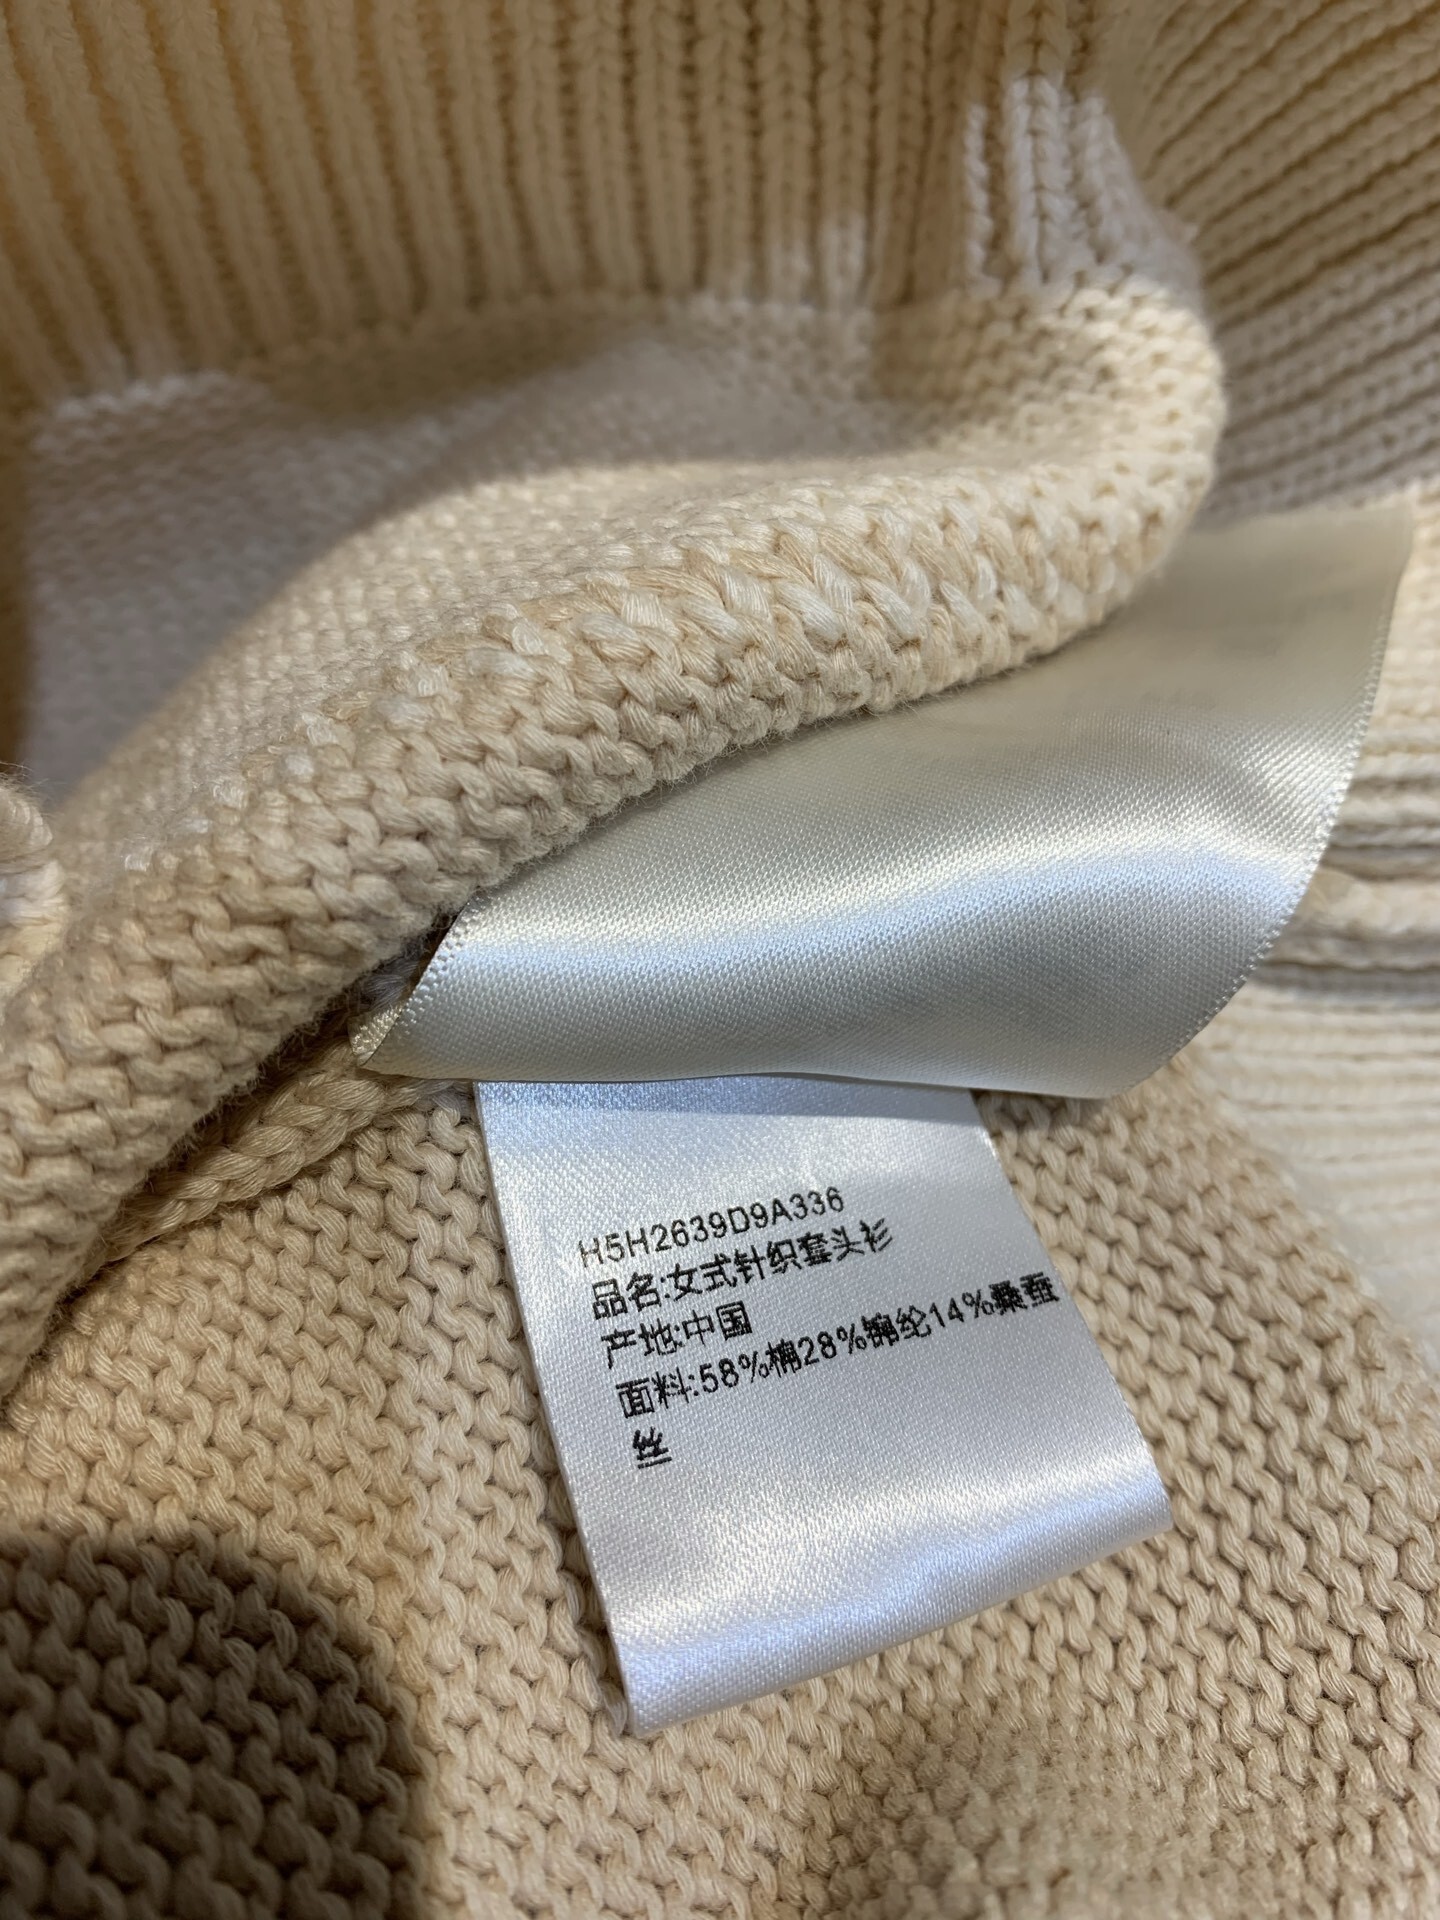 H5H2639D9A336
品名:女式针织套头衫
产地:中国
面料:58%棉28%锦纶14%桑蚕
丝